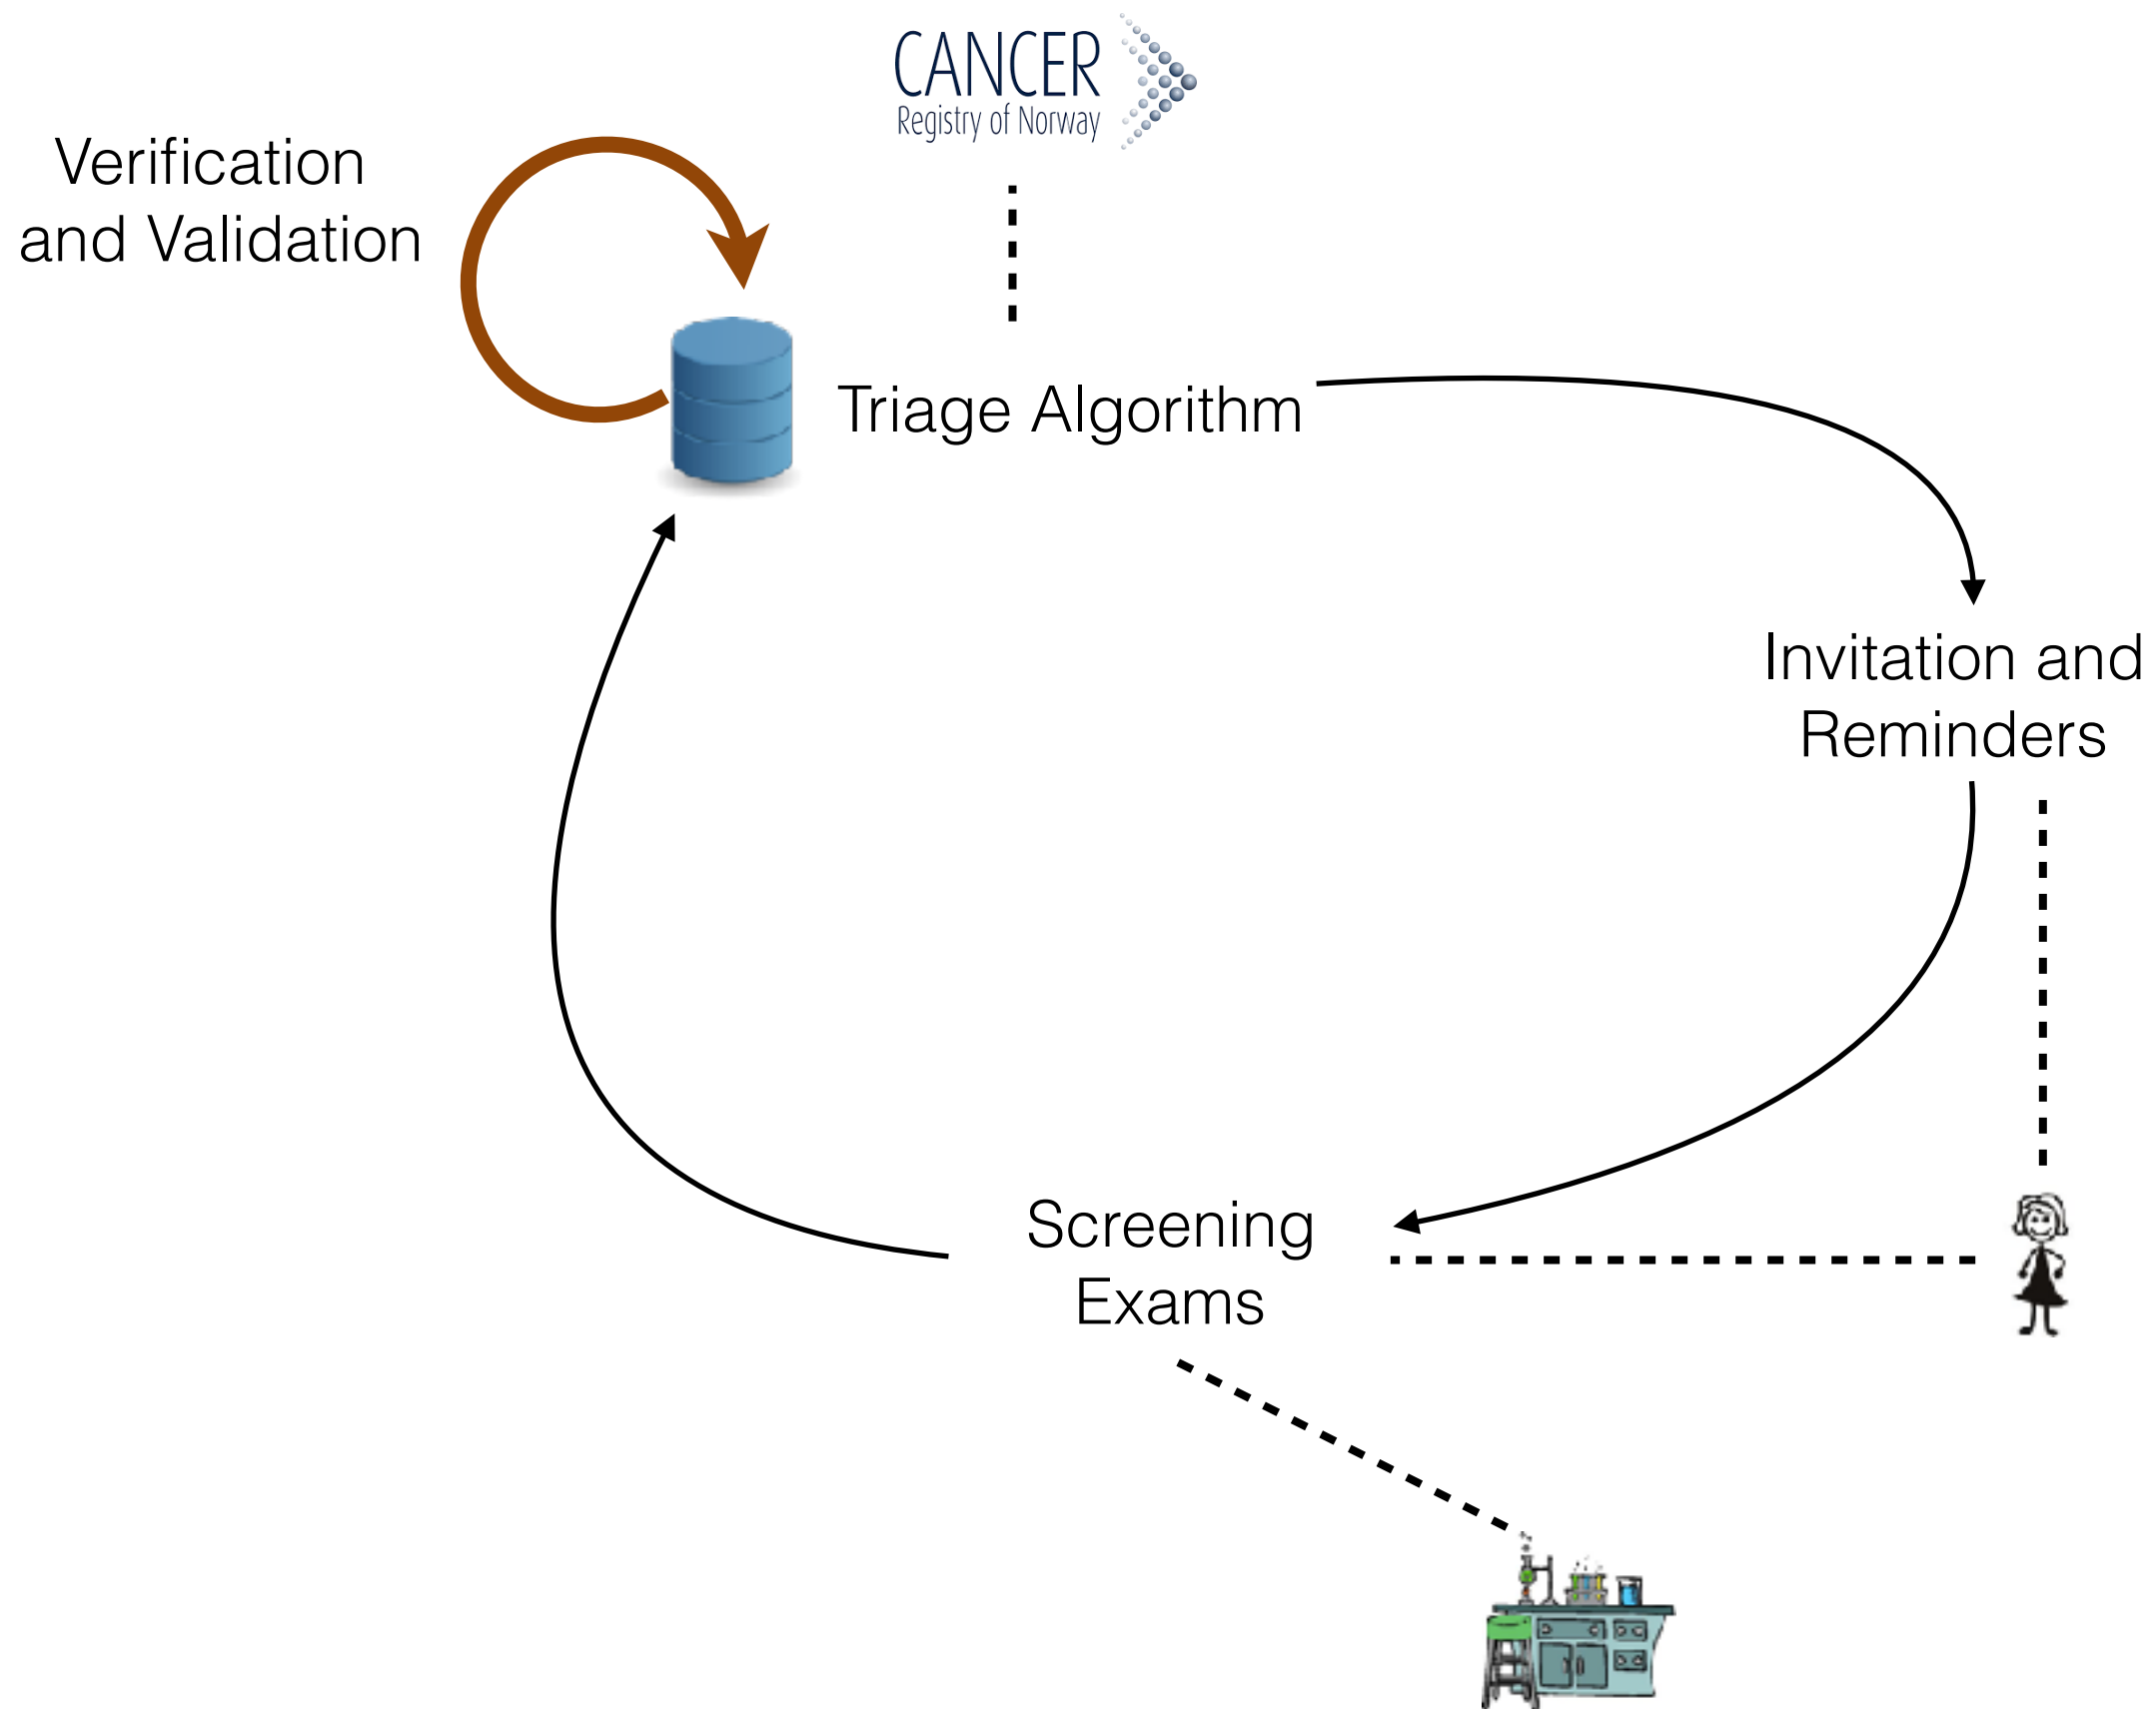 CANCER
Registry of Norway
Verification
and Validation
Triage Algorithm
Invitation and
Reminders
Screening
Exams